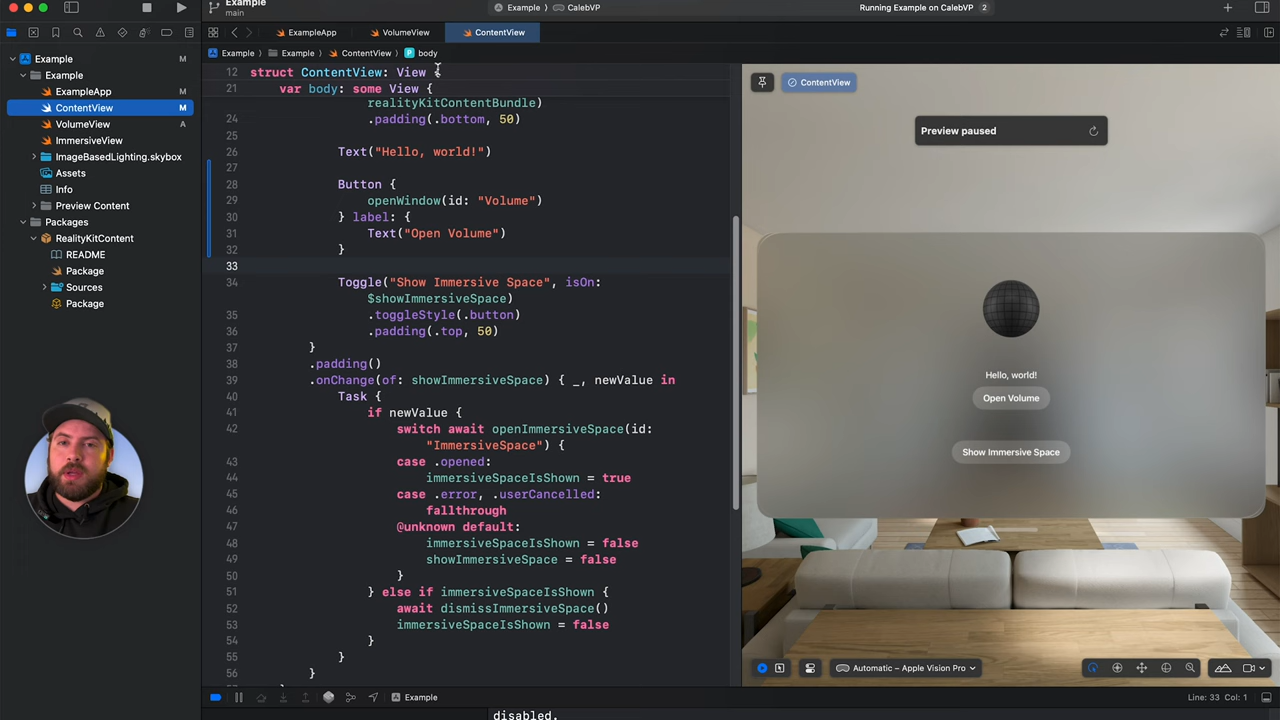 Example
main
Example › CalebVP
Running Example on CalebVP 2
ExampleApp
VolumeView
ContentView
Example › Example › ContentView › P body
Example M
Example
ExampleApp
ContentView M
VolumeView A
ImmersiveView
ImageBasedLighting.skybox
Assets
Info
Preview Content
Packages
RealityKitContent
README
Package
Sources
Package
12 struct ContentView: View {
21 var body: some View {
realityKitContentBundle)
24 .padding(.bottom, 50)
25
26 Text("Hello, world!")
27
28 Button {
29 openWindow(id: "Volume")
30 } label: {
31 Text("Open Volume")
32 }
33
34 Toggle("Show Immersive Space", isOn:
$showImmersiveSpace)
35 .toggleStyle(.button)
36 .padding(.top, 50)
37 }
38 .padding()
39 .onChange(of: showImmersiveSpace) { _, newValue in
40 Task {
41 if newValue {
42 switch await openImmersiveSpace(id:
"ImmersiveSpace") {
43 case .opened:
44 immersiveSpaceIsShown = true
45 case .error, .userCancelled:
46 fallthrough
47 @unknown default:
48 immersiveSpaceIsShown = false
49 showImmersiveSpace = false
50 }
51 } else if immersiveSpaceIsShown {
52 await dismissImmersiveSpace()
53 immersiveSpaceIsShown = false
54 }
55 }
56 }
ContentView
Preview paused
Hello, world!
Open Volume
Show Immersive Space
Automatic – Apple Vision Pro
Example
Line: 33 Col: 1
disabled.